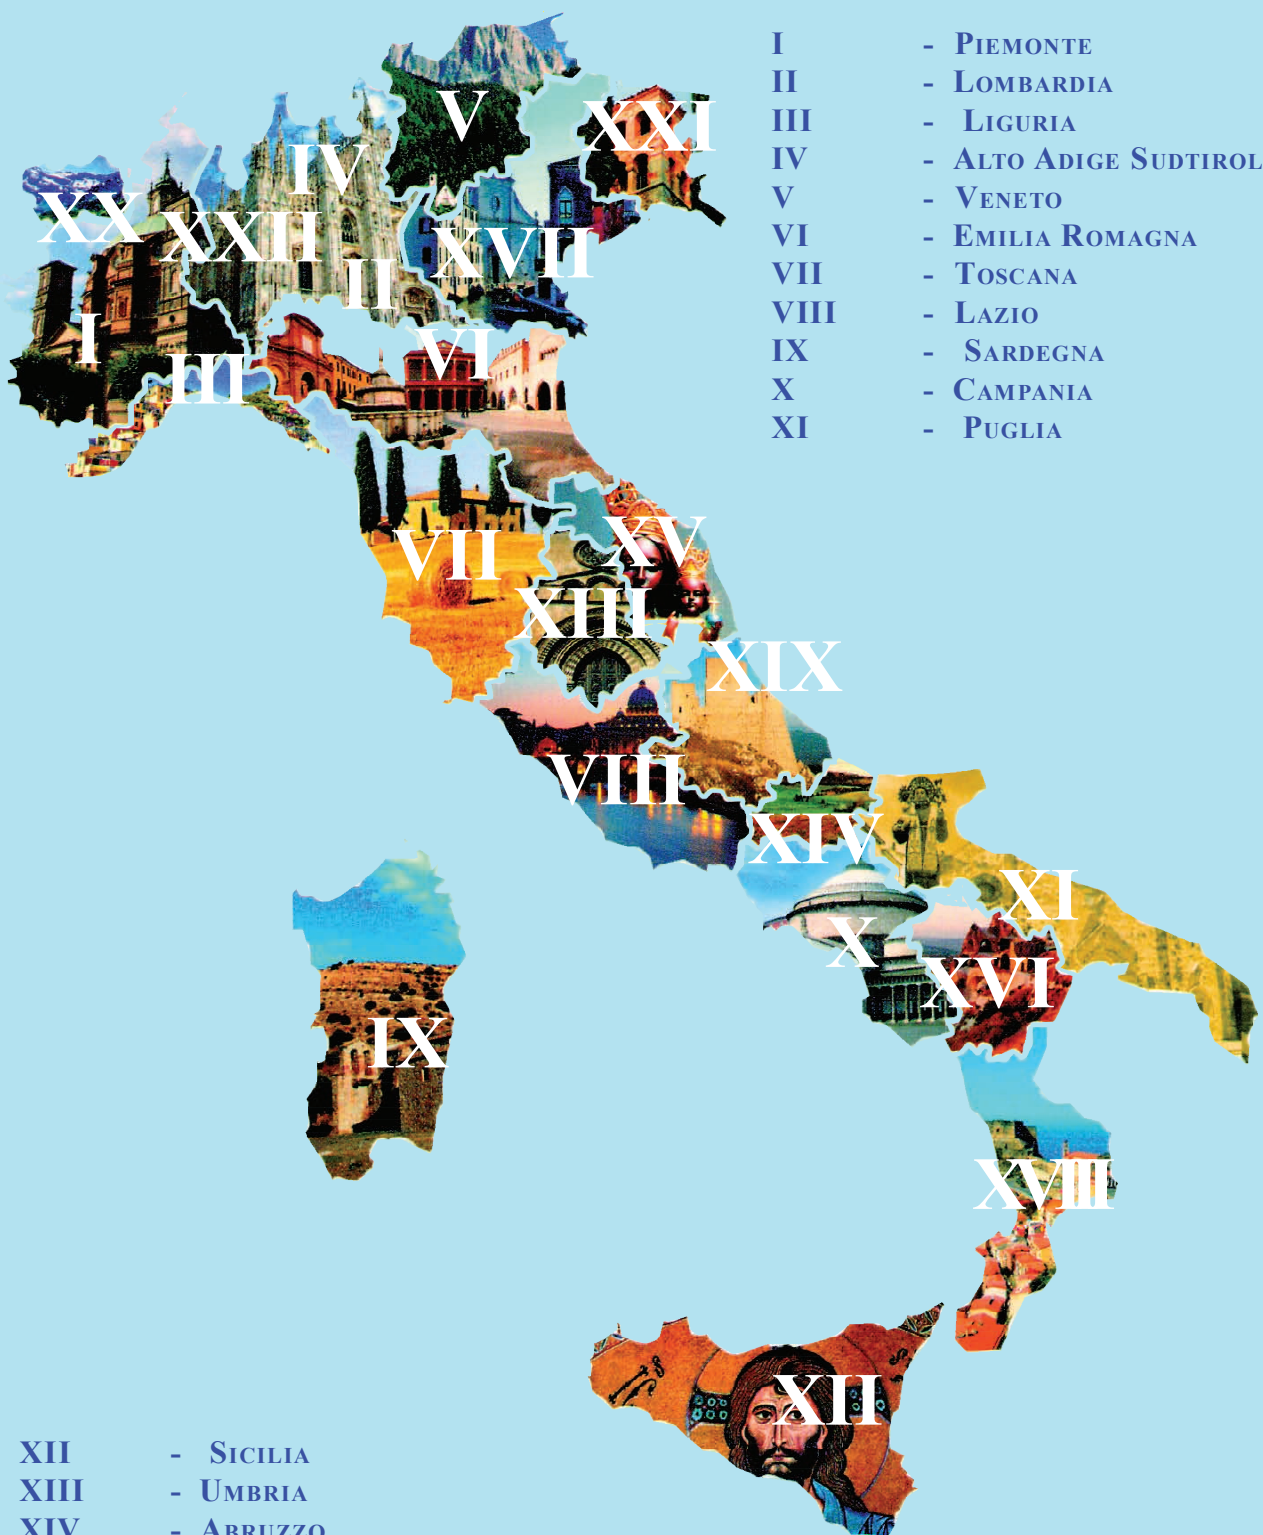 I - PIEMONTE
II - LOMBARDIA
III - LIGURIA
IV - ALTO ADIGE SUDTIROL
V - VENETO
VI - EMILIA ROMAGNA
VII - TOSCANA
VIII - LAZIO
IX - SARDEGNA
X - CAMPANIA
XI - PUGLIA
V
XXI
IV
XX
XXII
XVII
II
I
VI
III
VII
XV
XIII
XIX
VIII
XIV
XI
X
XVI
IX
XVIII
XII
XII - SICILIA
XIII - UMBRIA
XIV - ABRUZZO